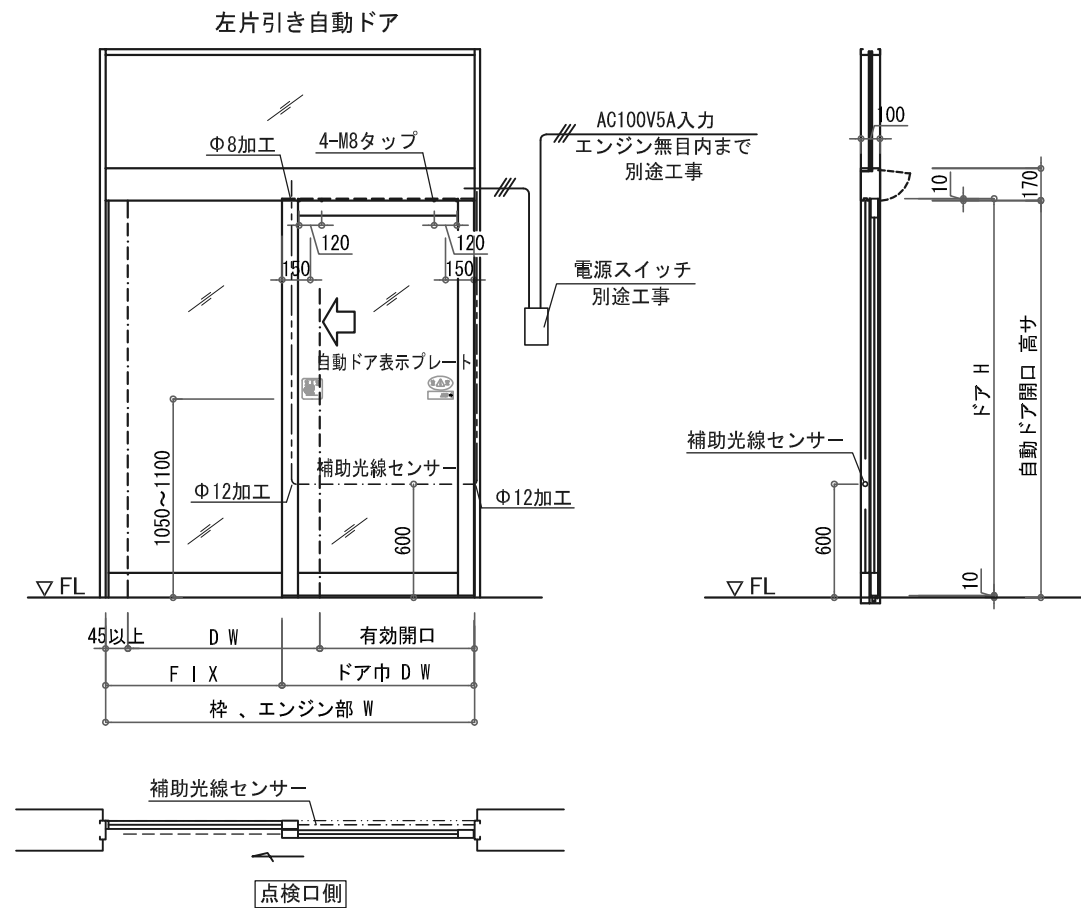 左片引き自動ドア
Φ8加工
4-M8タップ
AC100V5A入力
エンジン無目内まで
別途工事
100
10
170
120
120
150
150
電源スイッチ
別途工事
自動ドア表示プレート
1050~1100
補助光線センサー
Φ12加工
Φ12加工
600
補助光線センサー
600
ドア H
自動ドア開口 高サ
10
▽FL
▽FL
45以上
D W
有効開口
F I X
ドア巾 D W
枠 、エンジン部 W
補助光線センサー
点検口側